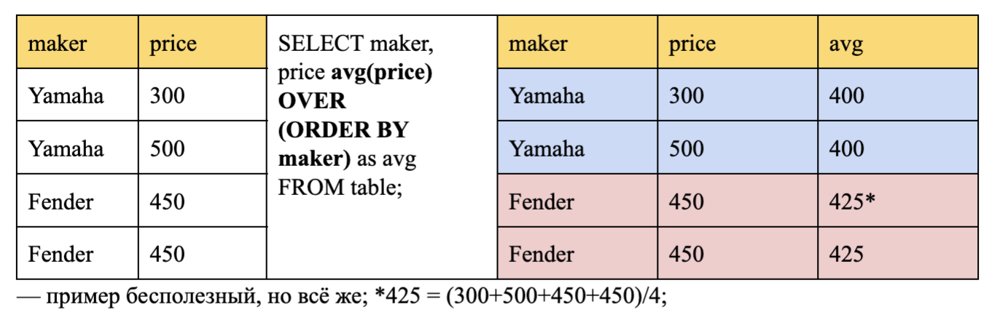 maker price
Yamaha 300
Yamaha 500
Fender 450
Fender 450
SELECT maker,
price avg(price)
OVER
(ORDER BY
maker) as avg
FROM table;
maker price avg
Yamaha 300 400
Yamaha 500 400
Fender 450 425*
Fender 450 425
— пример бесполезный, но всё же; *425 = (300+500+450+450)/4;